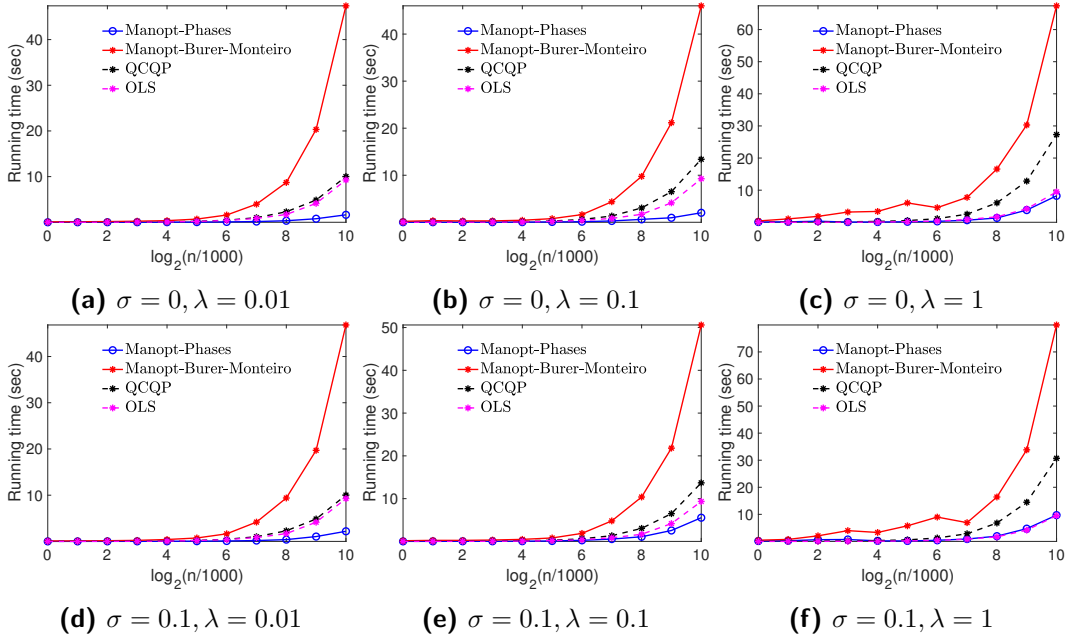 Running time (sec)
40
20
10
Manopt-Phases
Manopt-Burer-Monteiro
QCQP
OLS
0 2 4 6 8 10
log2(n/1000)
(a) σ = 0, λ = 0.01
Running time (sec)
40
20
10
Manopt-Phases
Manopt-Burer-Monteiro
QCQP
OLS
0 2 4 6 8 10
log2(n/1000)
(b) σ = 0, λ = 0.1
Running time (sec)
60
50
40
30
20
10
Manopt-Phases
Manopt-Burer-Monteiro
QCQP
OLS
0 2 4 6 8 10
log2(n/1000)
(c) σ = 0, λ = 1
Running time (sec)
40
20
10
Manopt-Phases
Manopt-Burer-Monteiro
QCQP
OLS
0 2 4 6 8 10
log2(n/1000)
(d) σ = 0.1, λ = 0.01
Running time (sec)
50
40
20
10
Manopt-Phases
Manopt-Burer-Monteiro
QCQP
OLS
0 2 4 6 8 10
log2(n/1000)
(e) σ = 0.1, λ = 0.1
Running time (sec)
70
60
50
40
30
20
10
Manopt-Phases
Manopt-Burer-Monteiro
QCQP
OLS
0 2 4 6 8 10
log2(n/1000)
(f) σ = 0.1, λ = 1